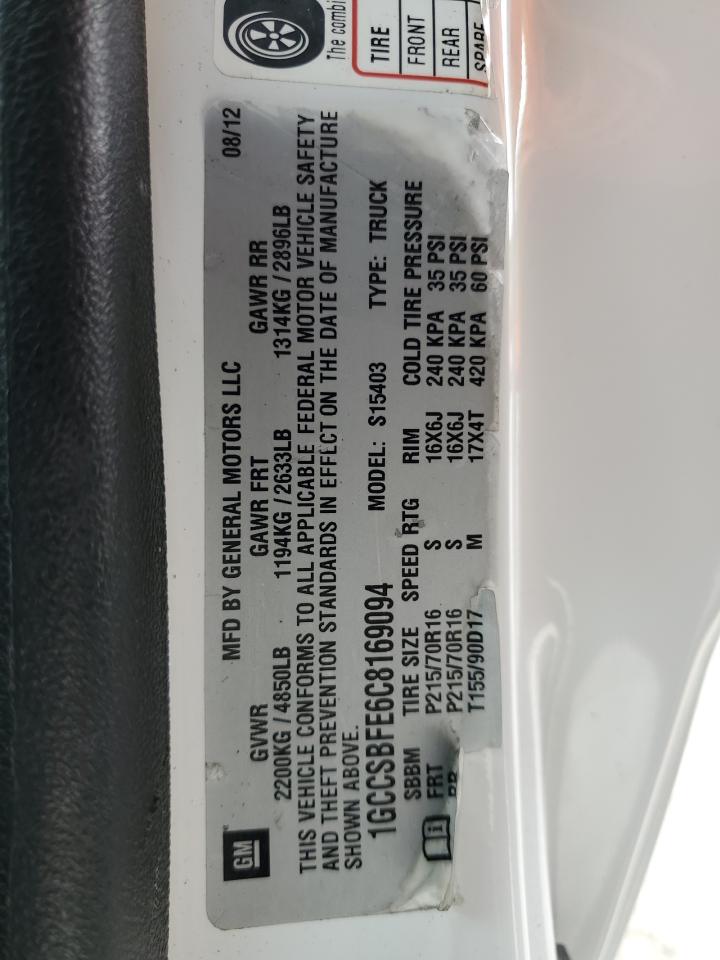 The combi
TIRE
FRONT
REAR
SPARE
GM
MFD BY GENERAL MOTORS LLC 08/12
GVWR GAWR FRT GAWR RR
2200KG / 4850LB 1194KG / 2633LB 1314KG / 2896LB
THIS VEHICLE CONFORMS TO ALL APPLICABLE FEDERAL MOTOR VEHICLE SAFETY
AND THEFT PREVENTION STANDARDS IN EFFECT ON THE DATE OF MANUFACTURE
SHOWN ABOVE.
1GCCSBFE6C8169094 MODEL: S15403 TYPE: TRUCK
SBBM TIRE SIZE SPEED RTG RIM COLD TIRE PRESSURE
FRT P215/70R16 S 16X6J 240 KPA 35 PSI
RR P215/70R16 S 16X6J 240 KPA 35 PSI
T155/90D17 M 17X4T 420 KPA 60 PSI